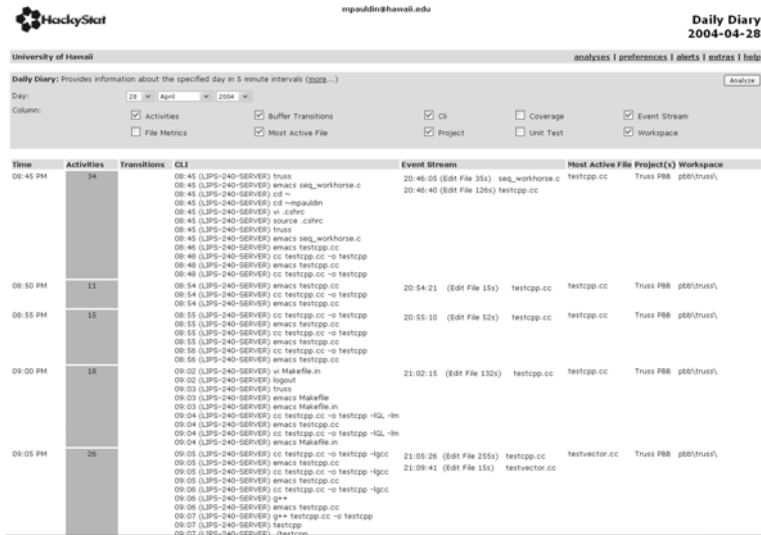 mpauldin@hawaii.edu
HackyStat
Daily Diary
2004-04-28
University of Hawaii analyses | preferences | alerts | extras | help
Daily Diary: Provides information about the specified day in 5 minute intervals (more...) Analyze
Day: 28 April 2004
Column: Activities Buffer Transitions Cli Coverage Event Stream
File Metrics Most Active File Project Unit Test Workspace
Time Activities Transitions CLI Event Stream Most Active File Project(s) Workspace
08:45 PM 34 08:45 (LIPS-240-SERVER) truss 20:46:05 (Edit File 35s) seq_workhorse.c testcpp.cc Truss PBB pbb\truss\
08:45 (LIPS-240-SERVER) emacs seq_workhorse.c 20:46:40 (Edit File 126s) testcpp.cc
08:45 (LIPS-240-SERVER) cd ~
08:45 (LIPS-240-SERVER) cd ~mpauldin
08:45 (LIPS-240-SERVER) vi .cshrc
08:45 (LIPS-240-SERVER) source .cshrc
08:45 (LIPS-240-SERVER) truss
08:45 (LIPS-240-SERVER) emacs seq_workhorse.c
08:46 (LIPS-240-SERVER) emacs testcpp.cc
08:48 (LIPS-240-SERVER) cc testcpp.cc -o testcpp
08:48 (LIPS-240-SERVER) emacs testcpp.cc
08:48 (LIPS-240-SERVER) cc testcpp.cc -o testcpp
08:50 PM 11 08:54 (LIPS-240-SERVER) emacs testcpp.cc 20:54:21 (Edit File 15s) testcpp.cc testcpp.cc Truss PBB pbb\truss\
08:54 (LIPS-240-SERVER) cc testcpp.cc -o testcpp
08:54 (LIPS-240-SERVER) emacs testcpp.cc
08:55 PM 15 08:55 (LIPS-240-SERVER) cc testcpp.cc -o testcpp 20:55:10 (Edit File 52s) testcpp.cc testcpp.cc Truss PBB pbb\truss\
08:55 (LIPS-240-SERVER) emacs testcpp.cc
08:55 (LIPS-240-SERVER) cc testcpp.cc -o testcpp
08:55 (LIPS-240-SERVER) emacs testcpp.cc
08:56 (LIPS-240-SERVER) cc testcpp.cc -o testcpp
08:56 (LIPS-240-SERVER) emacs testcpp.cc
09:00 PM 18 09:02 (LIPS-240-SERVER) vi Makefile.in 21:02:15 (Edit File 132s) testcpp.cc testcpp.cc Truss PBB pbb\truss\
09:02 (LIPS-240-SERVER) logout
09:03 (LIPS-240-SERVER) truss
09:03 (LIPS-240-SERVER) emacs Makefile
09:03 (LIPS-240-SERVER) emacs Makefile.in
09:04 (LIPS-240-SERVER) cc testcpp.cc -o testcpp -lGL -lm
09:04 (LIPS-240-SERVER) emacs testcpp.cc
09:04 (LIPS-240-SERVER) cc testcpp.cc -o testcpp -lGL -lm
09:04 (LIPS-240-SERVER) emacs Makefile.in
09:05 PM 26 09:05 (LIPS-240-SERVER) cc testcpp.cc -o testcpp -lgcc 21:05:26 (Edit File 255s) testcpp.cc testvector.cc Truss PBB pbb\truss\
09:05 (LIPS-240-SERVER) emacs testcpp.cc 21:09:41 (Edit File 15s) testvector.cc
09:05 (LIPS-240-SERVER) cc testcpp.cc -o testcpp -lgcc
09:05 (LIPS-240-SERVER) emacs testcpp.cc
09:05 (LIPS-240-SERVER) cc testcpp.cc -o testcpp -lgcc
09:06 (LIPS-240-SERVER) g++
09:06 (LIPS-240-SERVER) emacs testcpp.cc
09:07 (LIPS-240-SERVER) g++ testcpp.cc -o testcpp
09:07 (LIPS-240-SERVER) testcpp
09:07 (LIPS-240-SERVER) ./testcpp